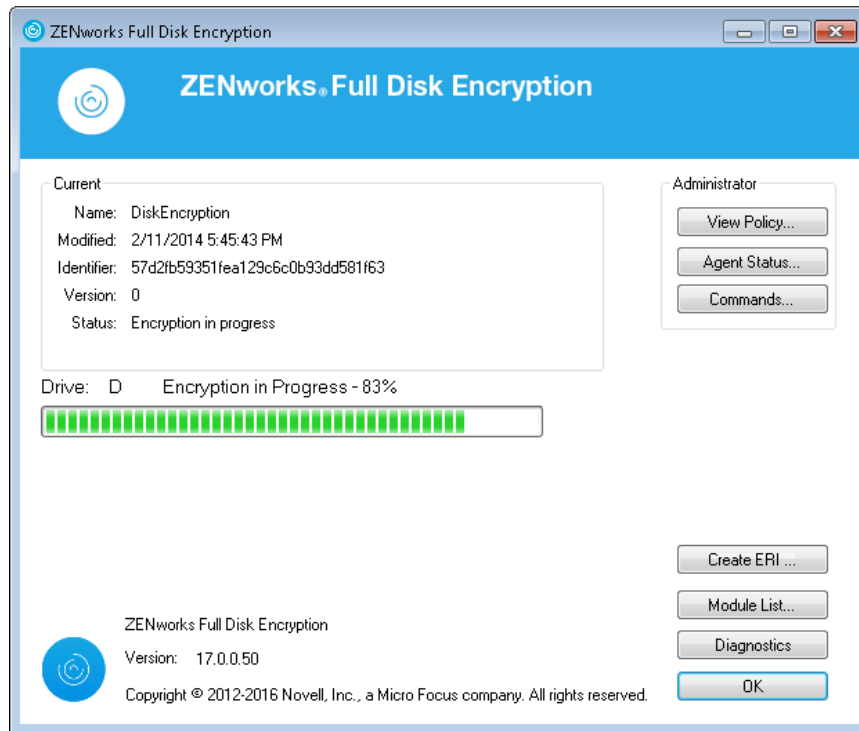 ZENworks Full Disk Encryption
ZENworks® Full Disk Encryption
Current
Name: DiskEncryption
Modified: 2/11/2014 5:45:43 PM
Identifier: 57d2fb59351fea129c6c0b93dd581f63
Version: 0
Status: Encryption in progress
Administrator
View Policy...
Agent Status...
Commands...
Drive: D Encryption in Progress - 83%
Create ERI ...
Module List...
Diagnostics
OK
ZENworks Full Disk Encryption
Version: 17.0.0.50
Copyright © 2012-2016 Novell, Inc., a Micro Focus company. All rights reserved.